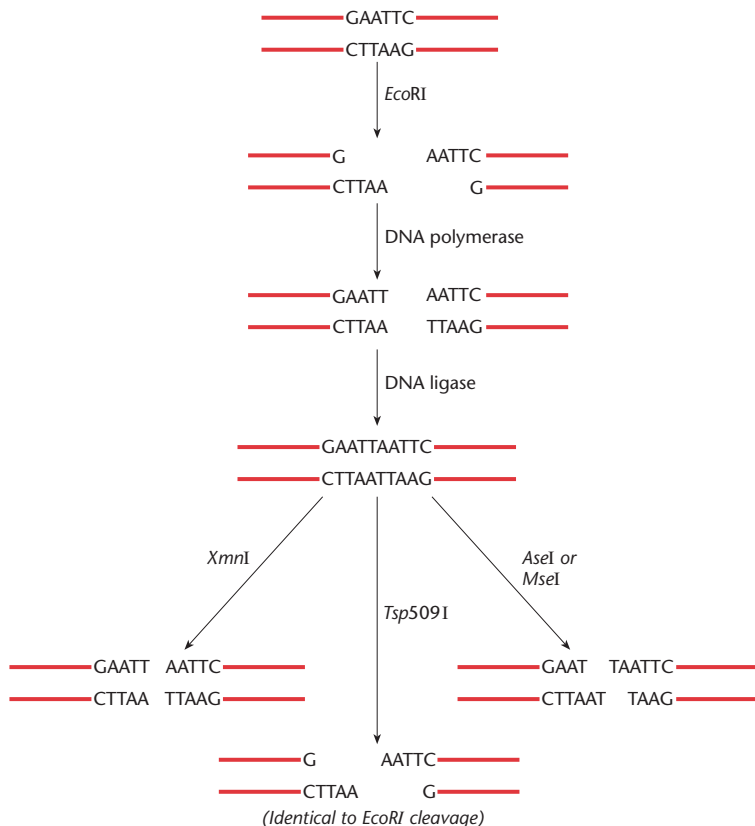 GAATTC
CTTAAG
EcoRI
G AATTC
CTTAA G
DNA polymerase
GAATT AATTC
CTTAA TTAAG
DNA ligase
GAATTAATTC
CTTAATTAAG
XmnI
AseI or
MseI
Tsp509I
GAATT AATTC
CTTAA TTAAG
GAAT TAATTC
CTTAAT TAAG
G AATTC
CTTAA G
(Identical to EcoRI cleavage)